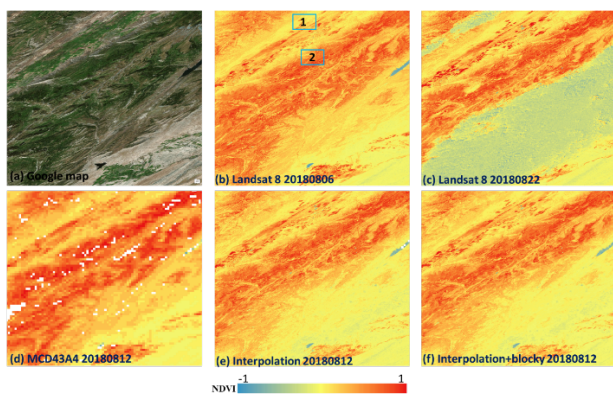 1
2
(a) Google map
(b) Landsat 8 20180806
(c) Landsat 8 20180822
(d) MCD43A4 20180812
(e) Interpolation 20180812
(f) Interpolation+blocky 20180812
NDVI -1 1